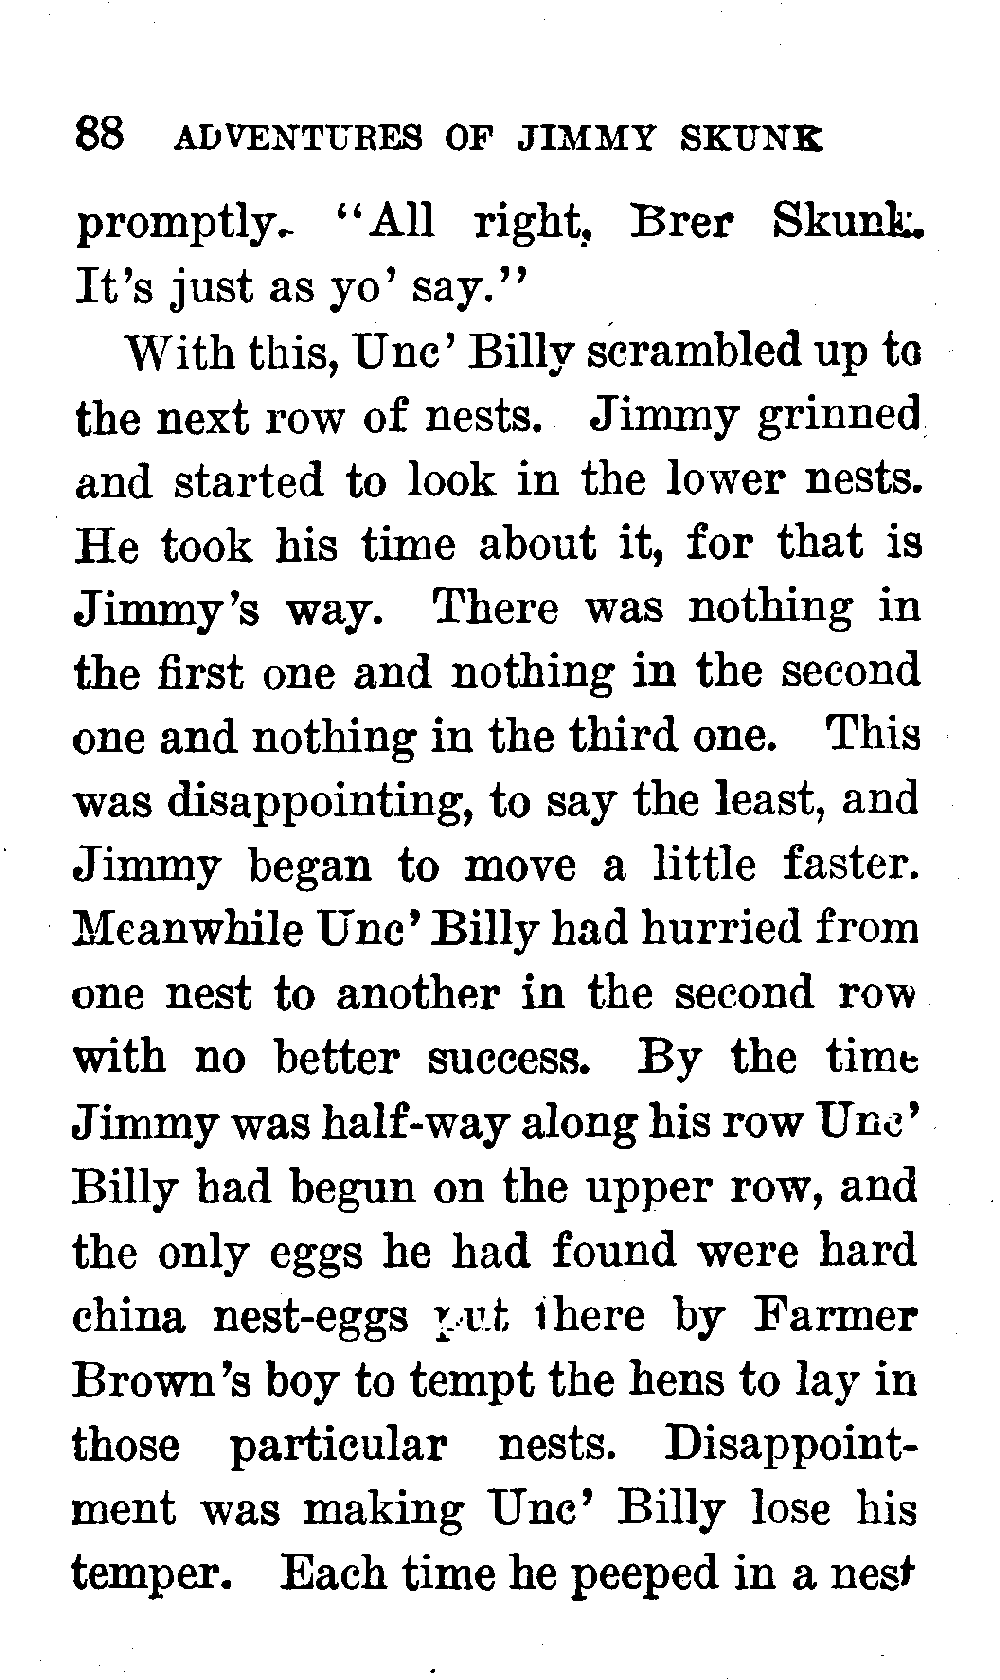 88 ADVENTURES OF JIMMY SKUNK
promptly. "All right, Brer Skunk.
It's just as yo' say."
With this, Unc' Billy scrambled up to
the next row of nests. Jimmy grinned
and started to look in the lower nests.
He took his time about it, for that is
Jimmy's way. There was nothing in
the first one and nothing in the second
one and nothing in the third one. This
was disappointing, to say the least, and
Jimmy began to move a little faster.
Meanwhile Unc' Billy had hurried from
one nest to another in the second row
with no better success. By the time
Jimmy was half-way along his row Unc'
Billy had begun on the upper row, and
the only eggs he had found were hard
china nest-eggs put there by Farmer
Brown's boy to tempt the hens to lay in
those particular nests. Disappoint-
ment was making Unc' Billy lose his
temper. Each time he peeped in a nest